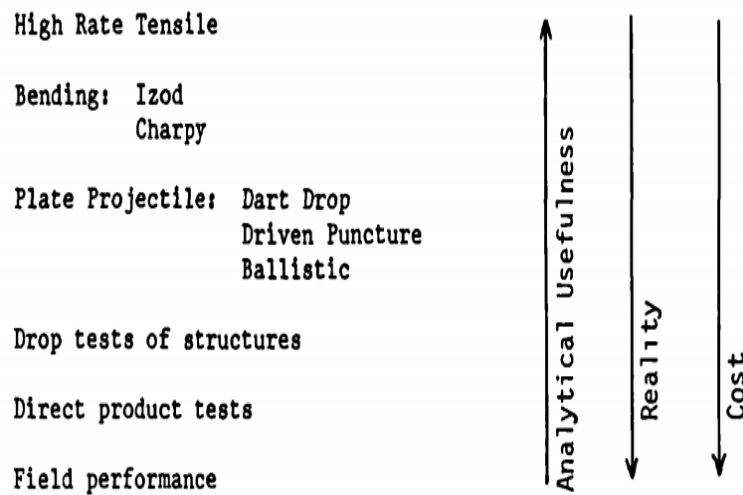 High Rate Tensile
Bending: Izod
Charpy
Plate Projectile: Dart Drop
Driven Puncture
Ballistic
Drop tests of structures
Direct product tests
Field performance
Analytical Usefulness
Reality
Cost